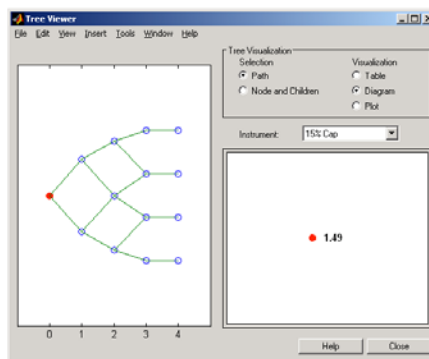 Tree Viewer
File Edit View Insert Tools Window Help
Tree Visualization
Selection Visualization
Path Table
Node and Children Diagram
Plot
Instrument: 15% Cap
1.49
0 1 2 3 4
Help Close